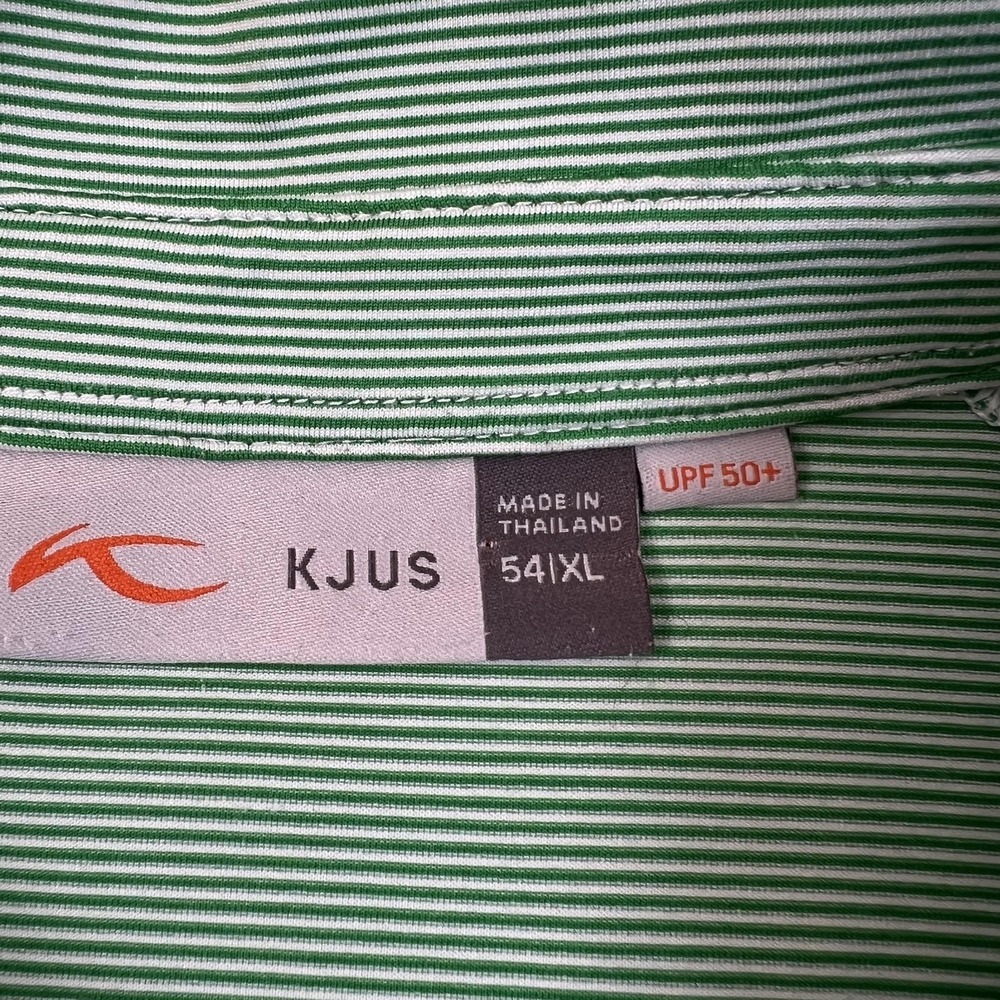 KJUS
MADE IN
THAILAND
54|XL
UPF 50+